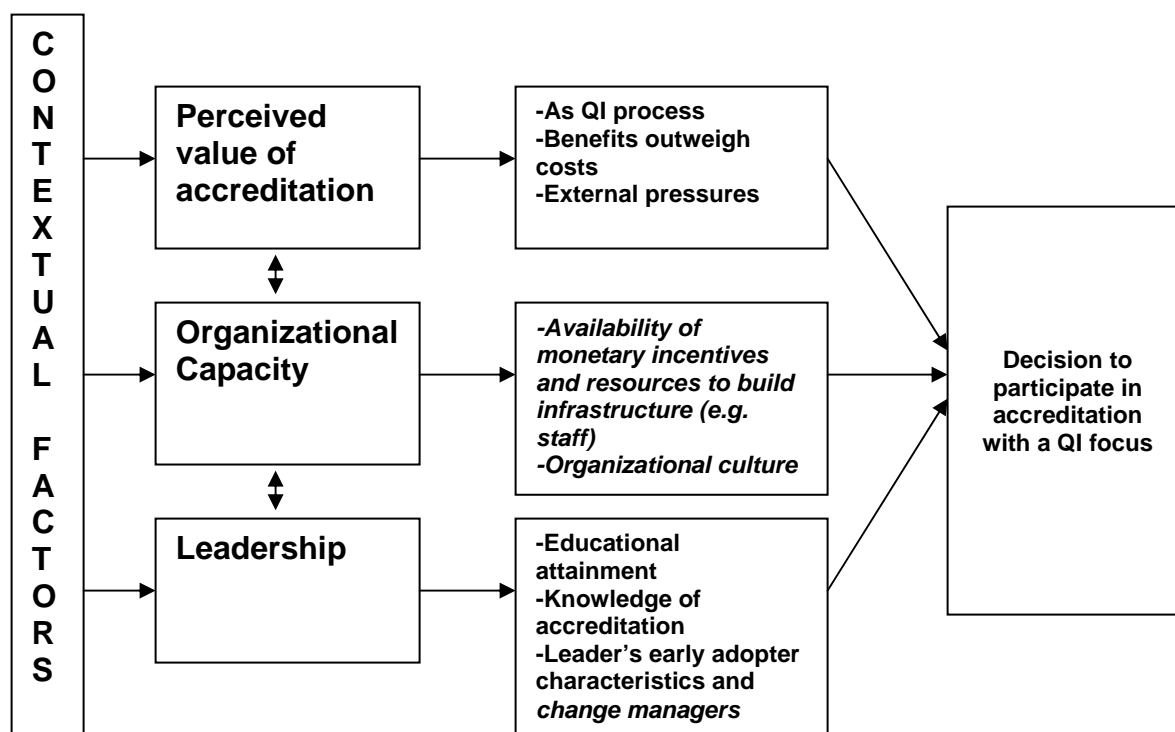 CONTEXTUAL FACTORS
Perceived
value of
accreditation
-As QI process
-Benefits outweigh
costs
-External pressures
Organizational
Capacity
-Availability of
monetary incentives
and resources to build
infrastructure (e.g.
staff)
-Organizational culture
Leadership
-Educational
attainment
-Knowledge of
accreditation
-Leader's early adopter
characteristics and
change managers
Decision to
participate in
accreditation
with a QI focus